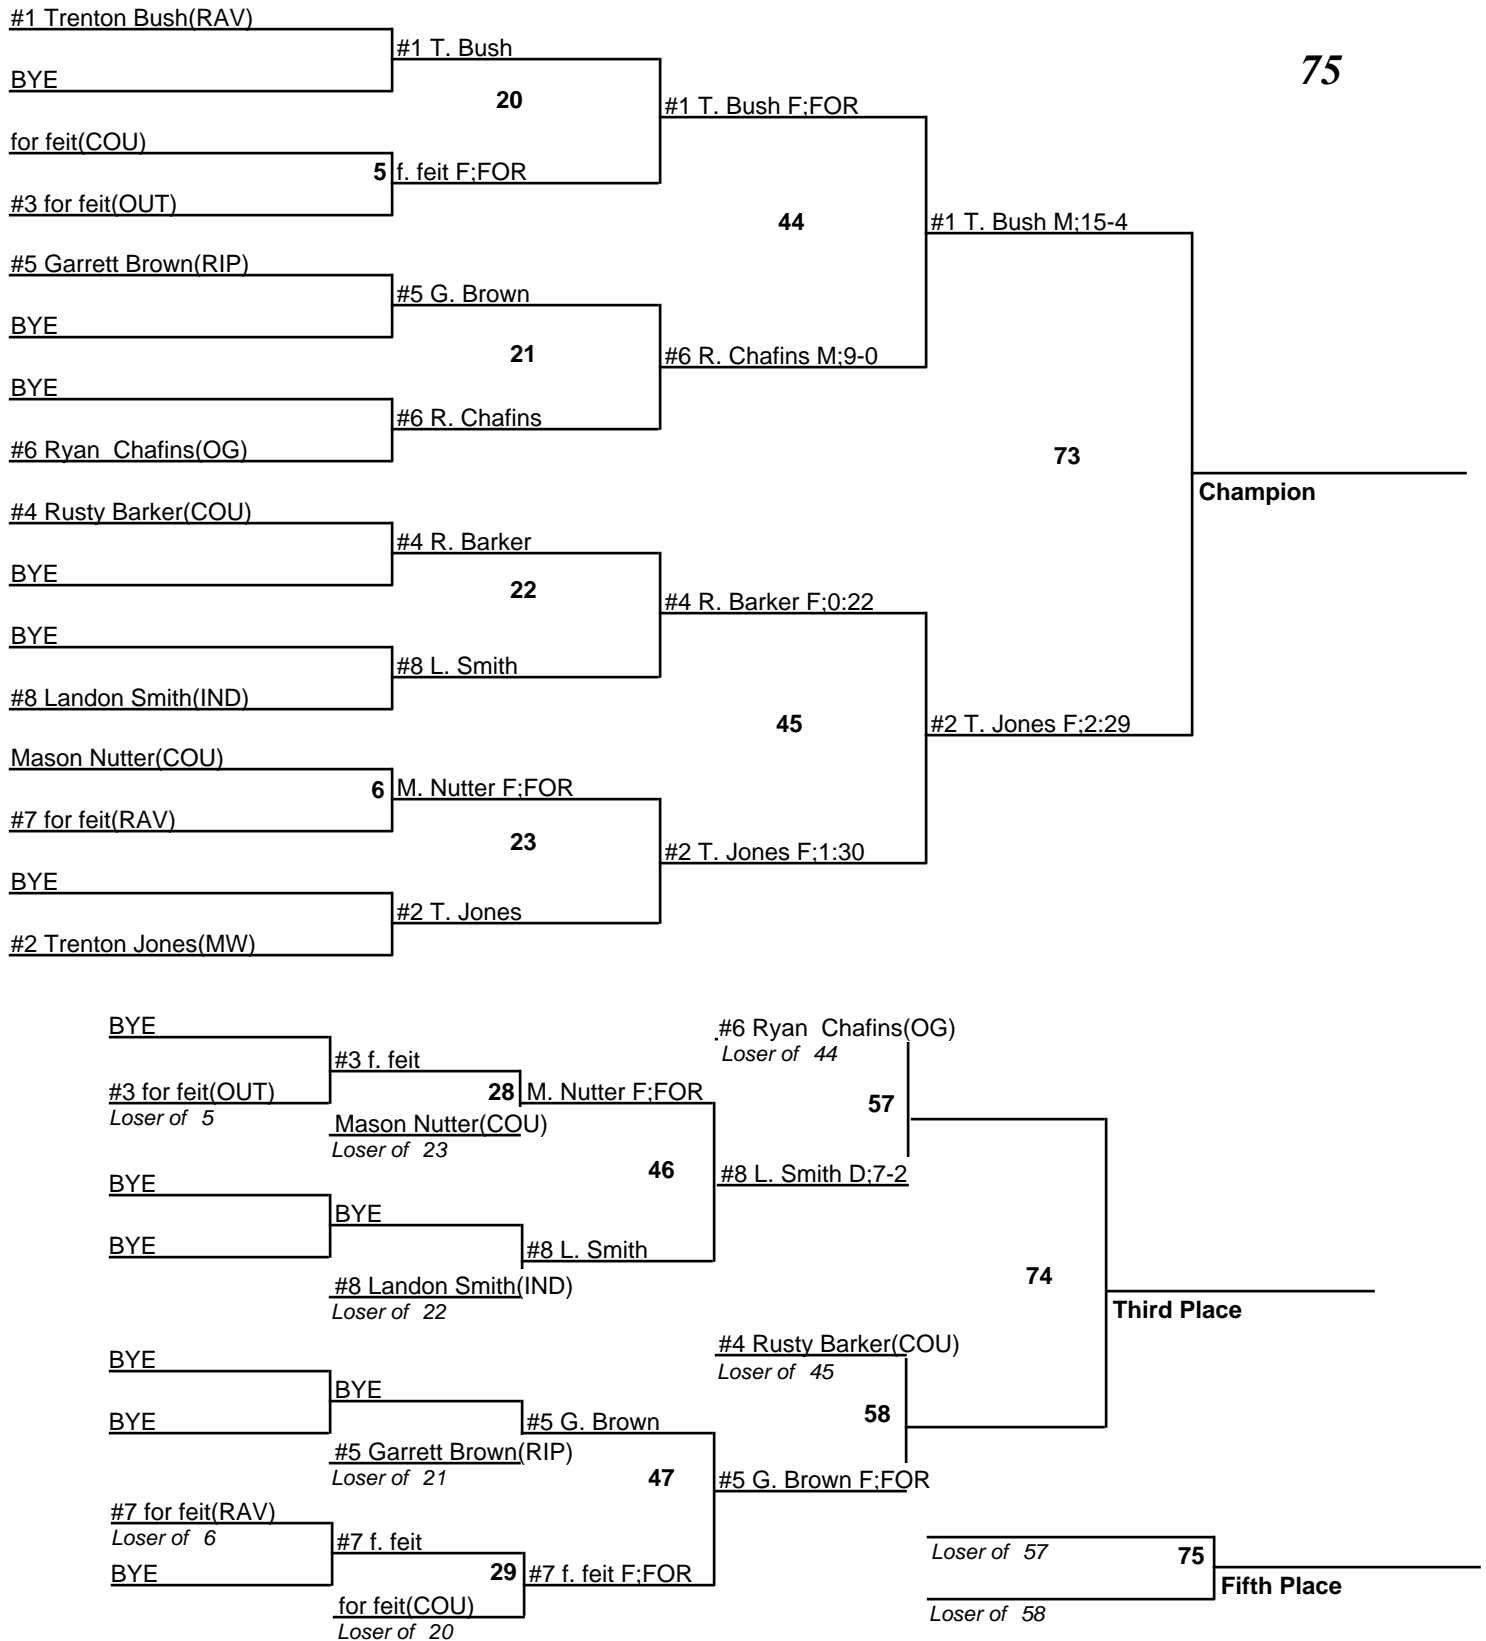 #1 Trenton Bush(RAV)
#1 T. Bush
75
BYE
20
#1 T. Bush F;FOR
for feit(COU)
5
f. feit F;FOR
#3 for feit(OUT)
44
#1 T. Bush M;15-4
#5 Garrett Brown(RIP)
#5 G. Brown
BYE
21
#6 R. Chafins M;9-0
BYE
#6 R. Chafins
#6 Ryan  Chafins(OG)
73
Champion
#4 Rusty Barker(COU)
#4 R. Barker
BYE
22
#4 R. Barker F;0:22
BYE
#8 L. Smith
#8 Landon Smith(IND)
45
#2 T. Jones F;2:29
Mason Nutter(COU)
6
M. Nutter F;FOR
#7 for feit(RAV)
23
#2 T. Jones F;1:30
BYE
#2 T. Jones
#2 Trenton Jones(MW)
BYE
#3 f. feit
#3 for feit(OUT)
Loser of 5
28
M. Nutter F;FOR
Mason Nutter(COU)
Loser of 23
#6 Ryan  Chafins(OG)
Loser of 44
57
46
#8 L. Smith D;7-2
BYE
BYE
BYE
#8 L. Smith
#8 Landon Smith(IND)
Loser of 22
74
Third Place
#4 Rusty Barker(COU)
Loser of 45
BYE
BYE
BYE
#5 G. Brown
58
#5 Garrett Brown(RIP)
Loser of 21
47
#5 G. Brown F;FOR
#7 for feit(RAV)
Loser of 6
#7 f. feit
BYE
29
#7 f. feit F;FOR
for feit(COU)
Loser of 20
Loser of 57
75
Fifth Place
Loser of 58